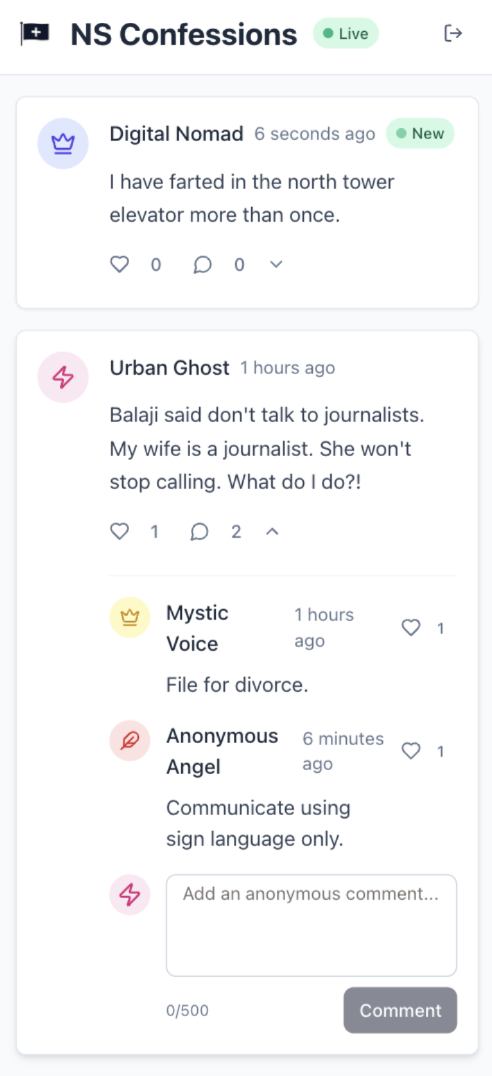 NS Confessions Live
Digital Nomad 6 seconds ago New
I have farted in the north tower
elevator more than once.
0 0
Urban Ghost 1 hours ago
Balaji said don't talk to journalists.
My wife is a journalist. She won't
stop calling. What do I do?!
1 2
Mystic
Voice
1 hours
ago
1
File for divorce.
Anonymous
Angel
6 minutes
ago
1
Communicate using
sign language only.
Add an anonymous comment...
0/500
Comment